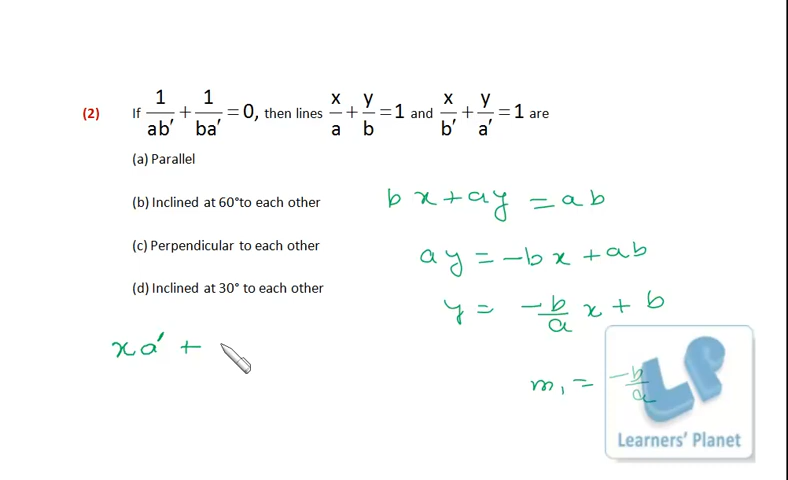 (2) If 1/ab′ + 1/ba′ = 0, then lines x/a + y/b = 1 and x/b′ + y/a′ = 1 are
(a) Parallel
(b) Inclined at 60°to each other
(c) Perpendicular to each other
(d) Inclined at 30° to each other
bx + ay = ab
ay = -bx + ab
y = -b/a x + b
m₁ = -b/a
xa′ +
LP
Learners' Planet